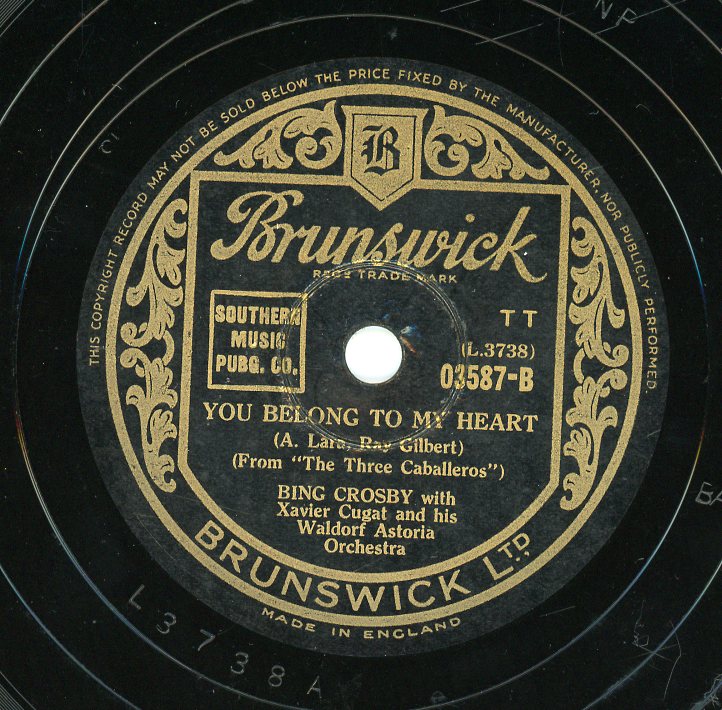 THIS COPYRIGHT RECORD MAY NOT BE SOLD BELOW THE PRICE FIXED BY THE MANUFACTURER, NOR PUBLICLY PERFORMED.
B
Brunswick
REGD TRADE MARK
SOUTHERN
MUSIC
PUBG. CO.
T T
(L.3738)
03587-B
YOU BELONG TO MY HEART
(A. Lara, Ray Gilbert)
(From "The Three Caballeros")
BING CROSBY with
Xavier Cugat and his
Waldorf Astoria
Orchestra
BRUNSWICK LTD.
MADE IN ENGLAND
L3738A